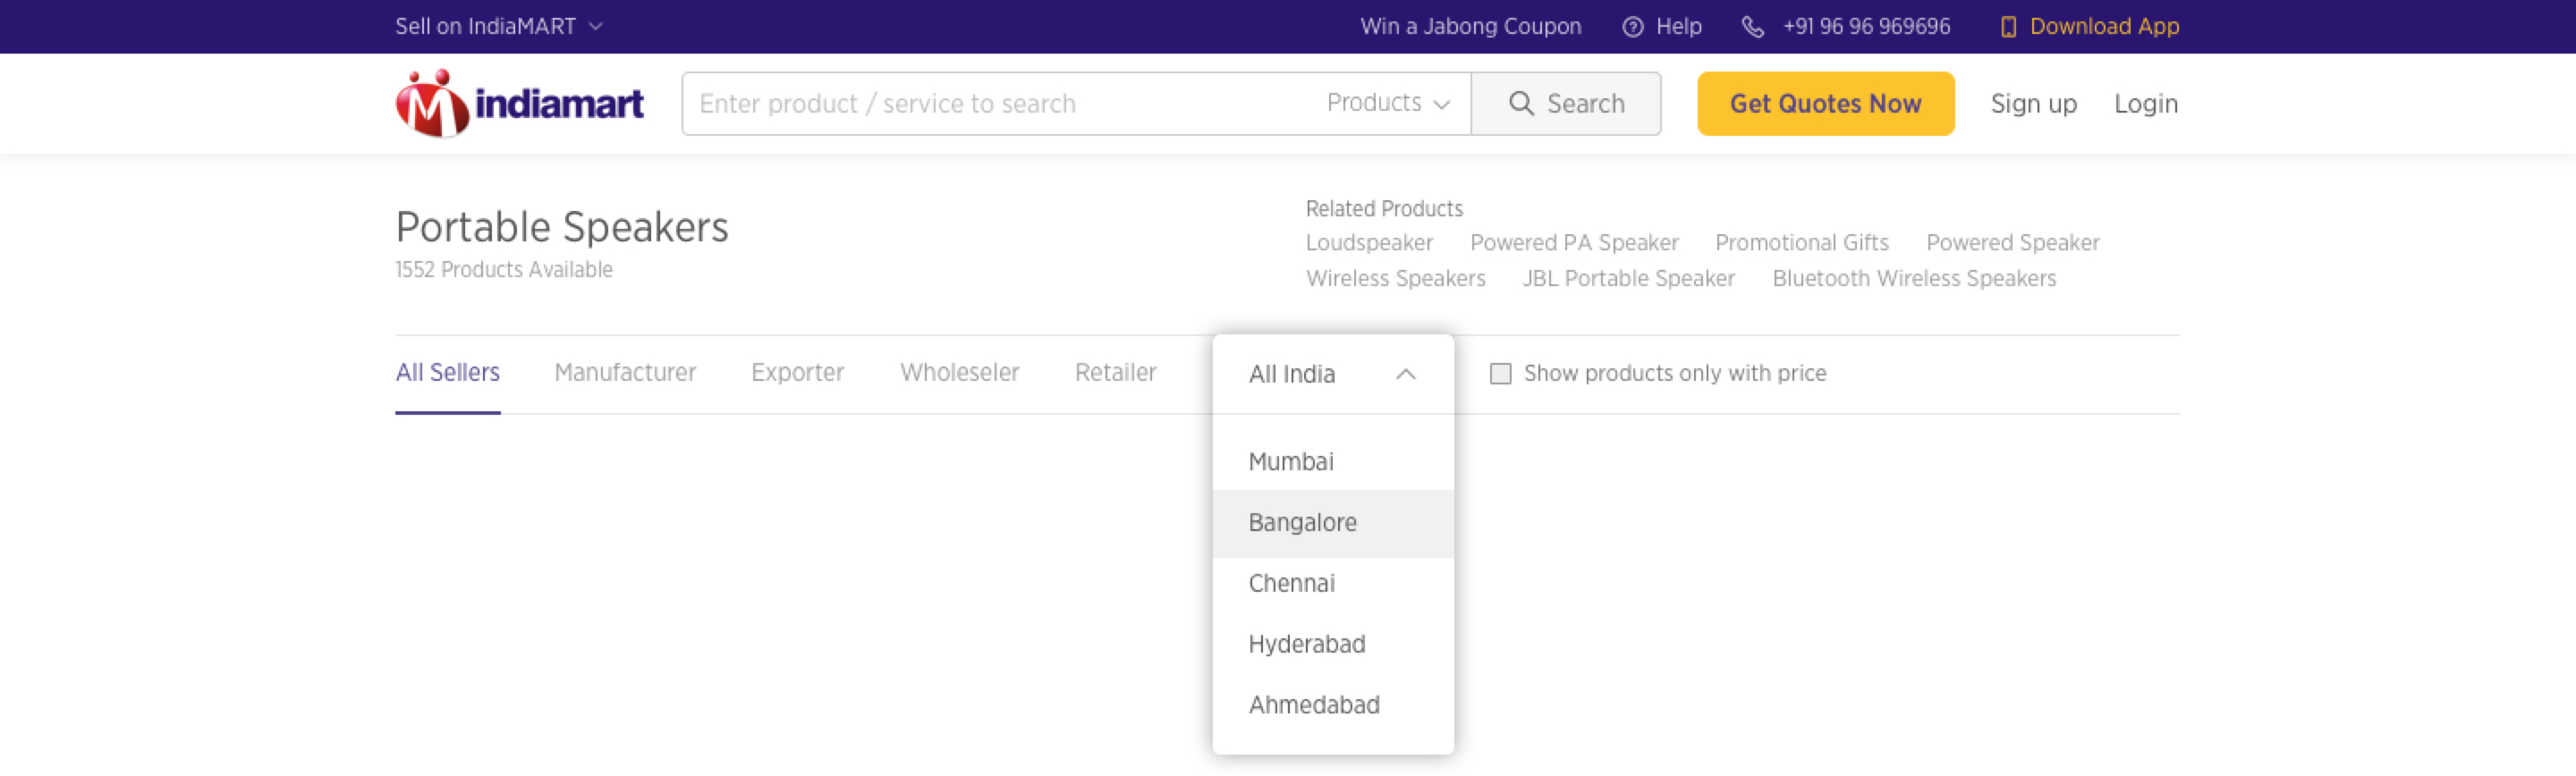 Sell on IndiaMART Win a Jabong Coupon Help +91 96 96 969696 Download App
indiamart Enter product / service to search Products Search Get Quotes Now Sign up Login
Portable Speakers
1552 Products Available
Related Products
Loudspeaker Powered PA Speaker Promotional Gifts Powered Speaker
Wireless Speakers JBL Portable Speaker Bluetooth Wireless Speakers
All Sellers Manufacturer Exporter Wholeseler Retailer All India Show products only with price
Mumbai
Bangalore
Chennai
Hyderabad
Ahmedabad